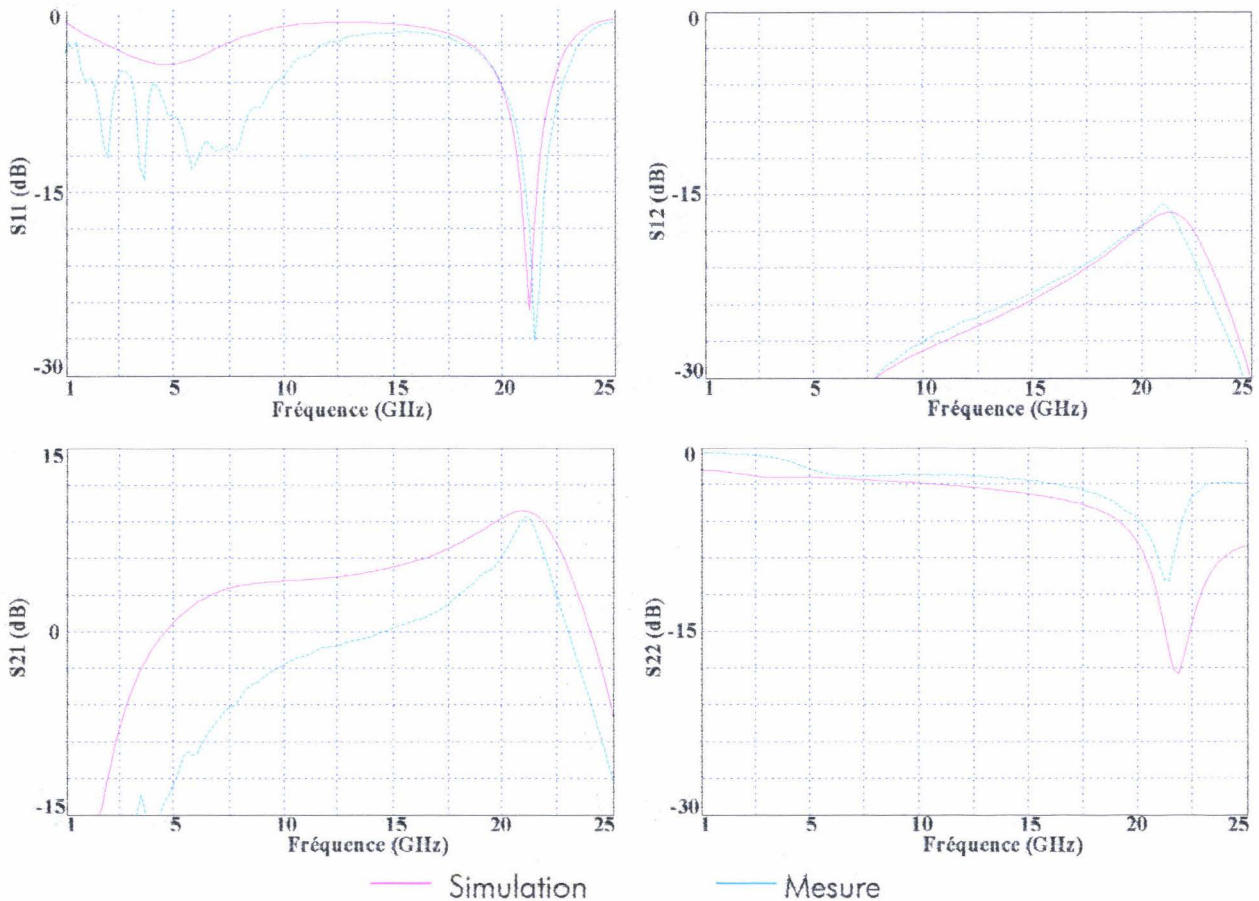 0
-15
-30
S11 (dB)
1 5 10 15 20 25
Fréquence (GHz)
0
-15
-30
S12 (dB)
1 5 10 15 20 25
Fréquence (GHz)
15
0
-15
S21 (dB)
1 5 10 15 20 25
Fréquence (GHz)
0
-15
-30
S22 (dB)
1 5 10 15 20 25
Fréquence (GHz)
Simulation
Mesure